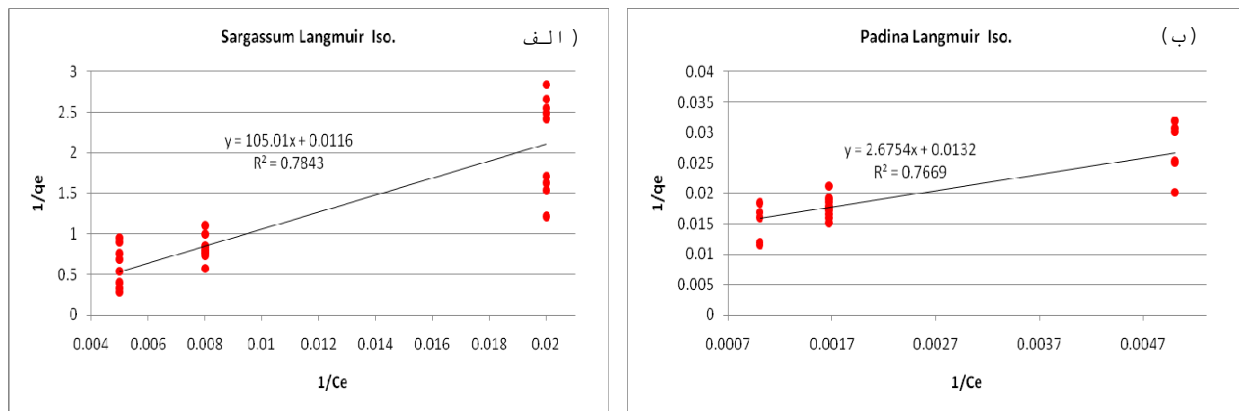 Sargassum Langmuir Iso.
الف)
3
2.5
2
1.5
1
0.5
0
1/qe
y = 105.01x + 0.0116
R² = 0.7843
0.004 0.006 0.008 0.01 0.012 0.014 0.016 0.018 0.02
1/Ce
Padina Langmuir Iso.
(ب)
0.04
0.035
0.03
0.025
0.02
0.015
0.01
0.005
0
1/qe
y = 2.6754x + 0.0132
R² = 0.7669
0.0007 0.0017 0.0027 0.0037 0.0047
1/Ce